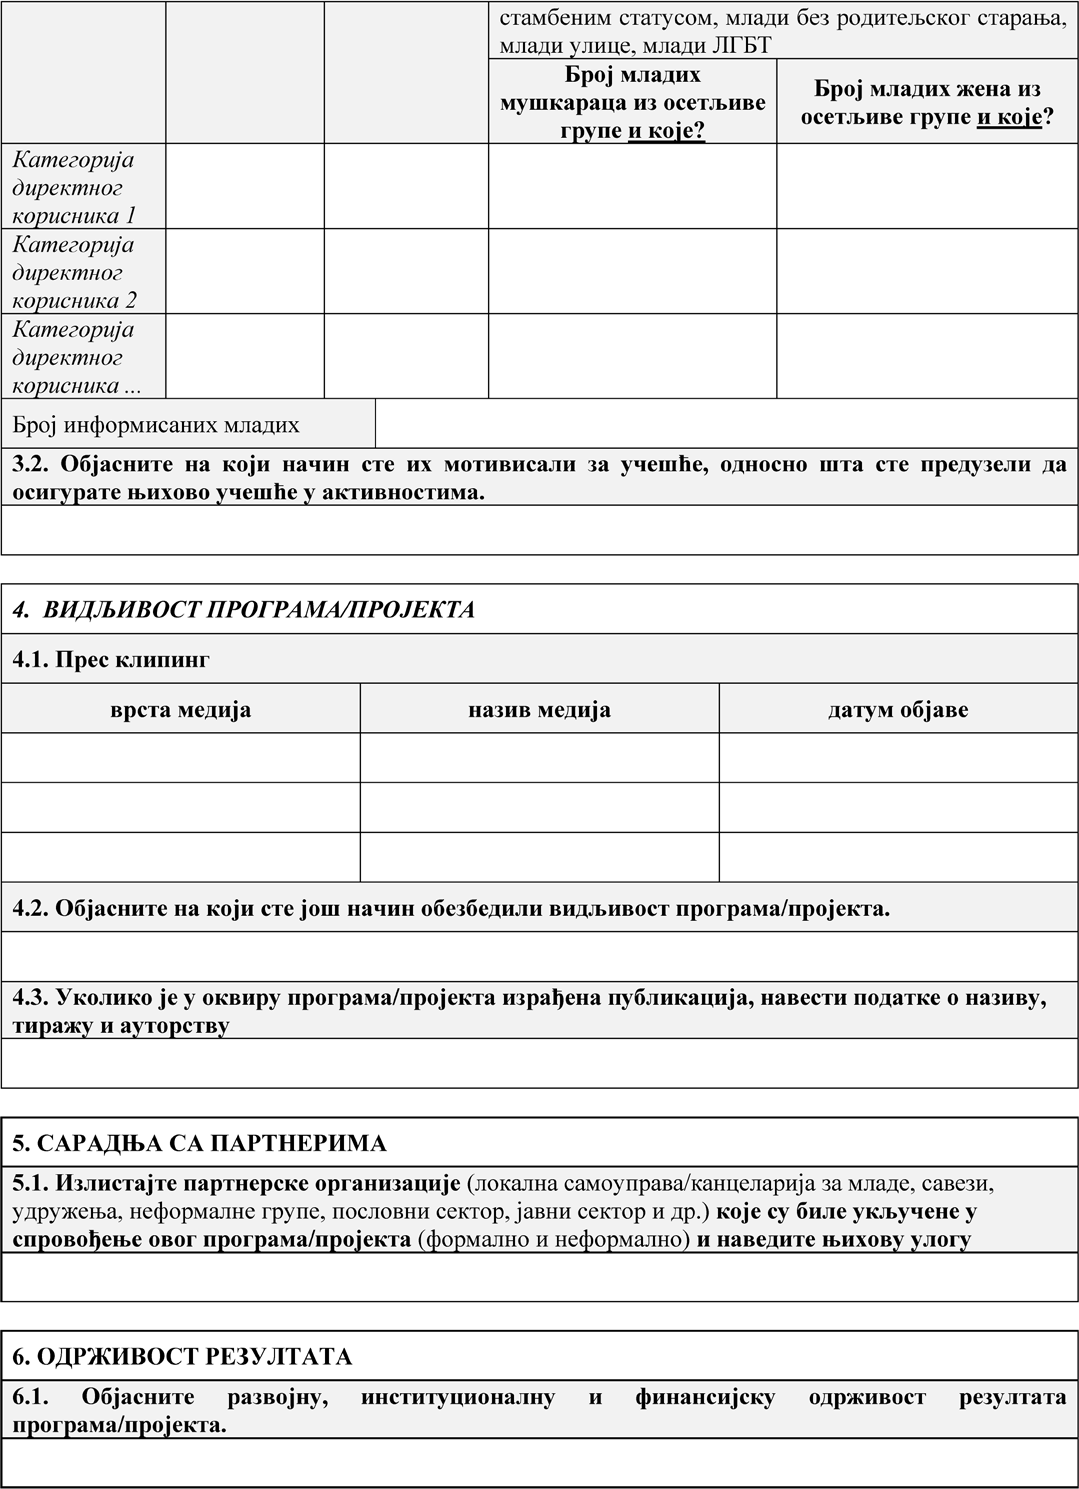 стамбеним статусом, млади без родитељског старања,
млади улице, млади ЛГБТ
Број младих
мушкараца из осетљиве
групе и које?
Број младих жена из
осетљиве групе и које?
Категорија
директног
корисника 1
Категорија
директног
корисника 2
Категорија
директног
корисника ...
Број информисаних младих
3.2. Објасните на који начин сте их мотивисали за учешће, односно шта сте предузели да
осигурате њихово учешће у активностима.
4. ВИДЉИВОСТ ПРОГРАМА/ПРОЈЕКТА
4.1. Прес клипинг
врста медија
назив медија
датум објаве
4.2. Објасните на који сте још начин обезбедили видљивост програма/пројекта.
4.3. Уколико је у оквиру програма/пројекта израђена публикација, навести податке о називу,
тиражу и ауторству
5. САРАДЊА СА ПАРТНЕРИМА
5.1. Излистајте партнерске организације (локална самоуправа/канцеларија за младе, савези,
удружења, неформалне групе, пословни сектор, јавни сектор и др.) које су биле укључене у
спровођење овог програма/пројекта (формално и неформално) и наведите њихову улогу
6. ОДРЖИВОСТ РЕЗУЛТАТА
6.1. Објасните развојну, институционалну и финансијску одрживост резултата
програма/пројекта.